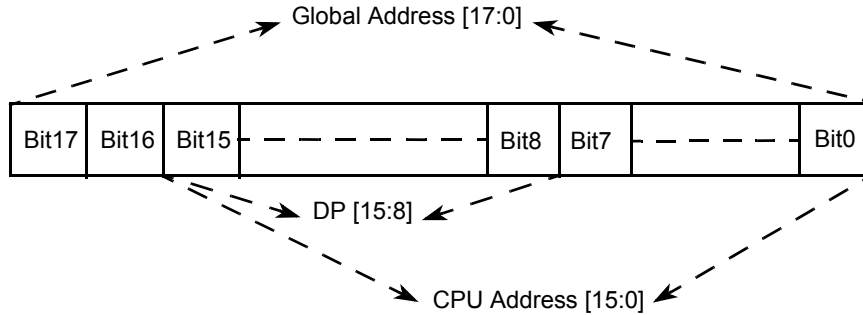 Global Address [17:0]
Bit17 Bit16 Bit15 Bit8 Bit7 Bit0
DP [15:8]
CPU Address [15:0]